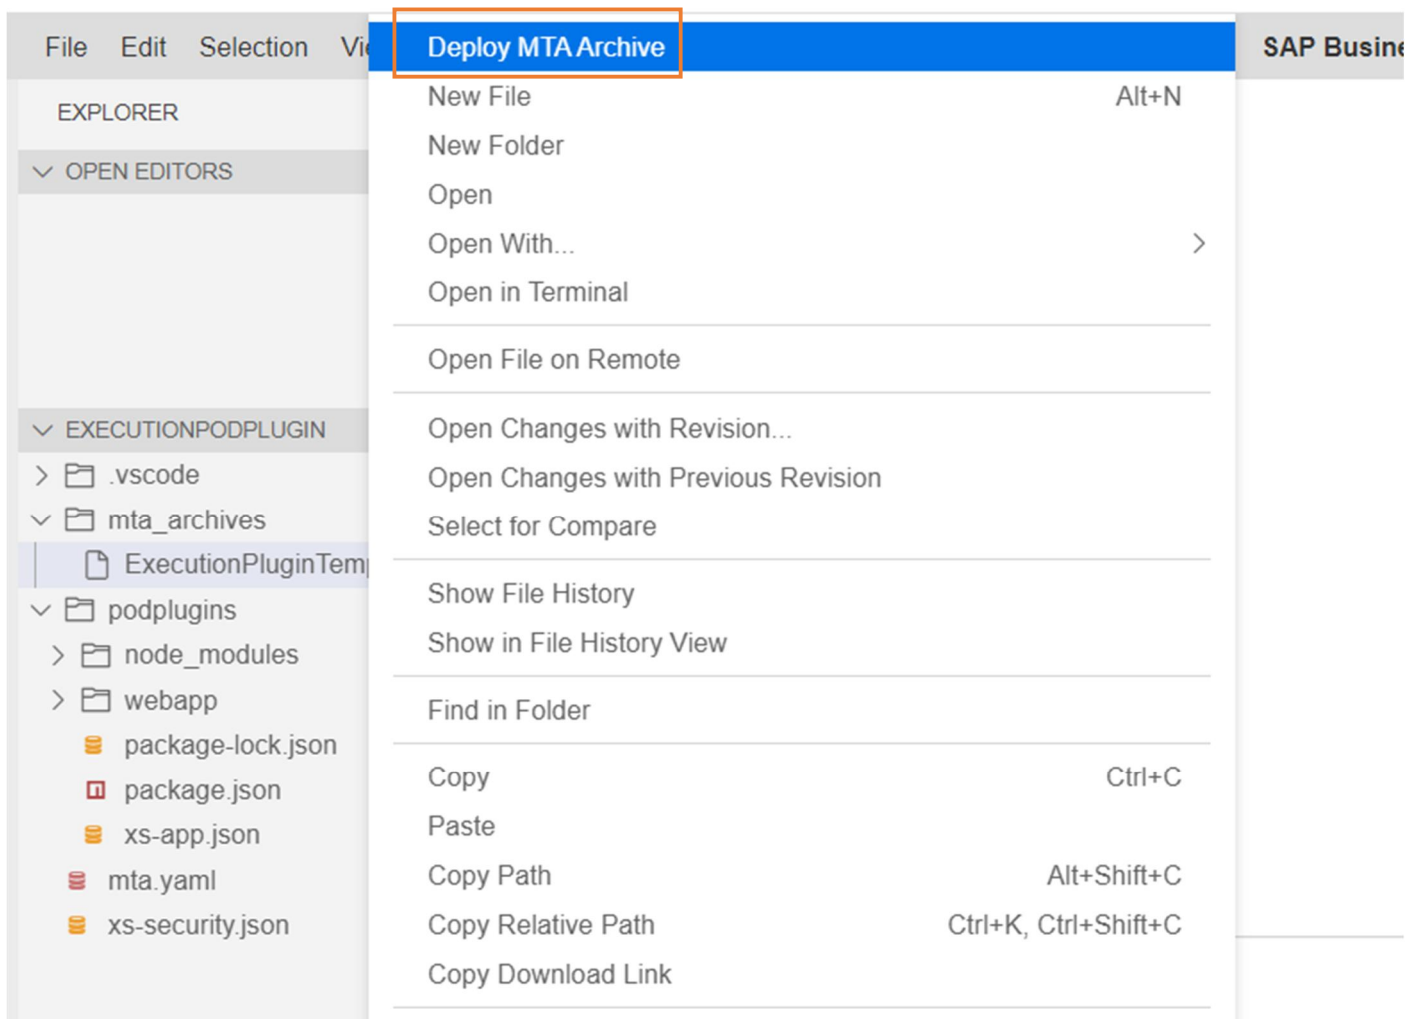 File Edit Selection
Deploy MTA Archive
SAP
EXPLORER
OPEN EDITORS
EXECUTIONPODPLUGIN
.vscode
mta_archives
podplugins
node_modules
webapp
package-lock.json
package.json
xs-app.json
mta.yaml
xs-security.json
New File Alt+N
New Folder
Open
Open With...
Open in Terminal
Open File on Remote
Open Changes with Revision...
Open Changes with Previous Revision
Select for Compare
Show File History
Show in File History View
Find in Folder
Copy Ctrl+C
Paste
Copy Path Alt+Shift+C
Copy Relative Path Ctrl+K, Ctrl+Shift+C
Copy Download Link